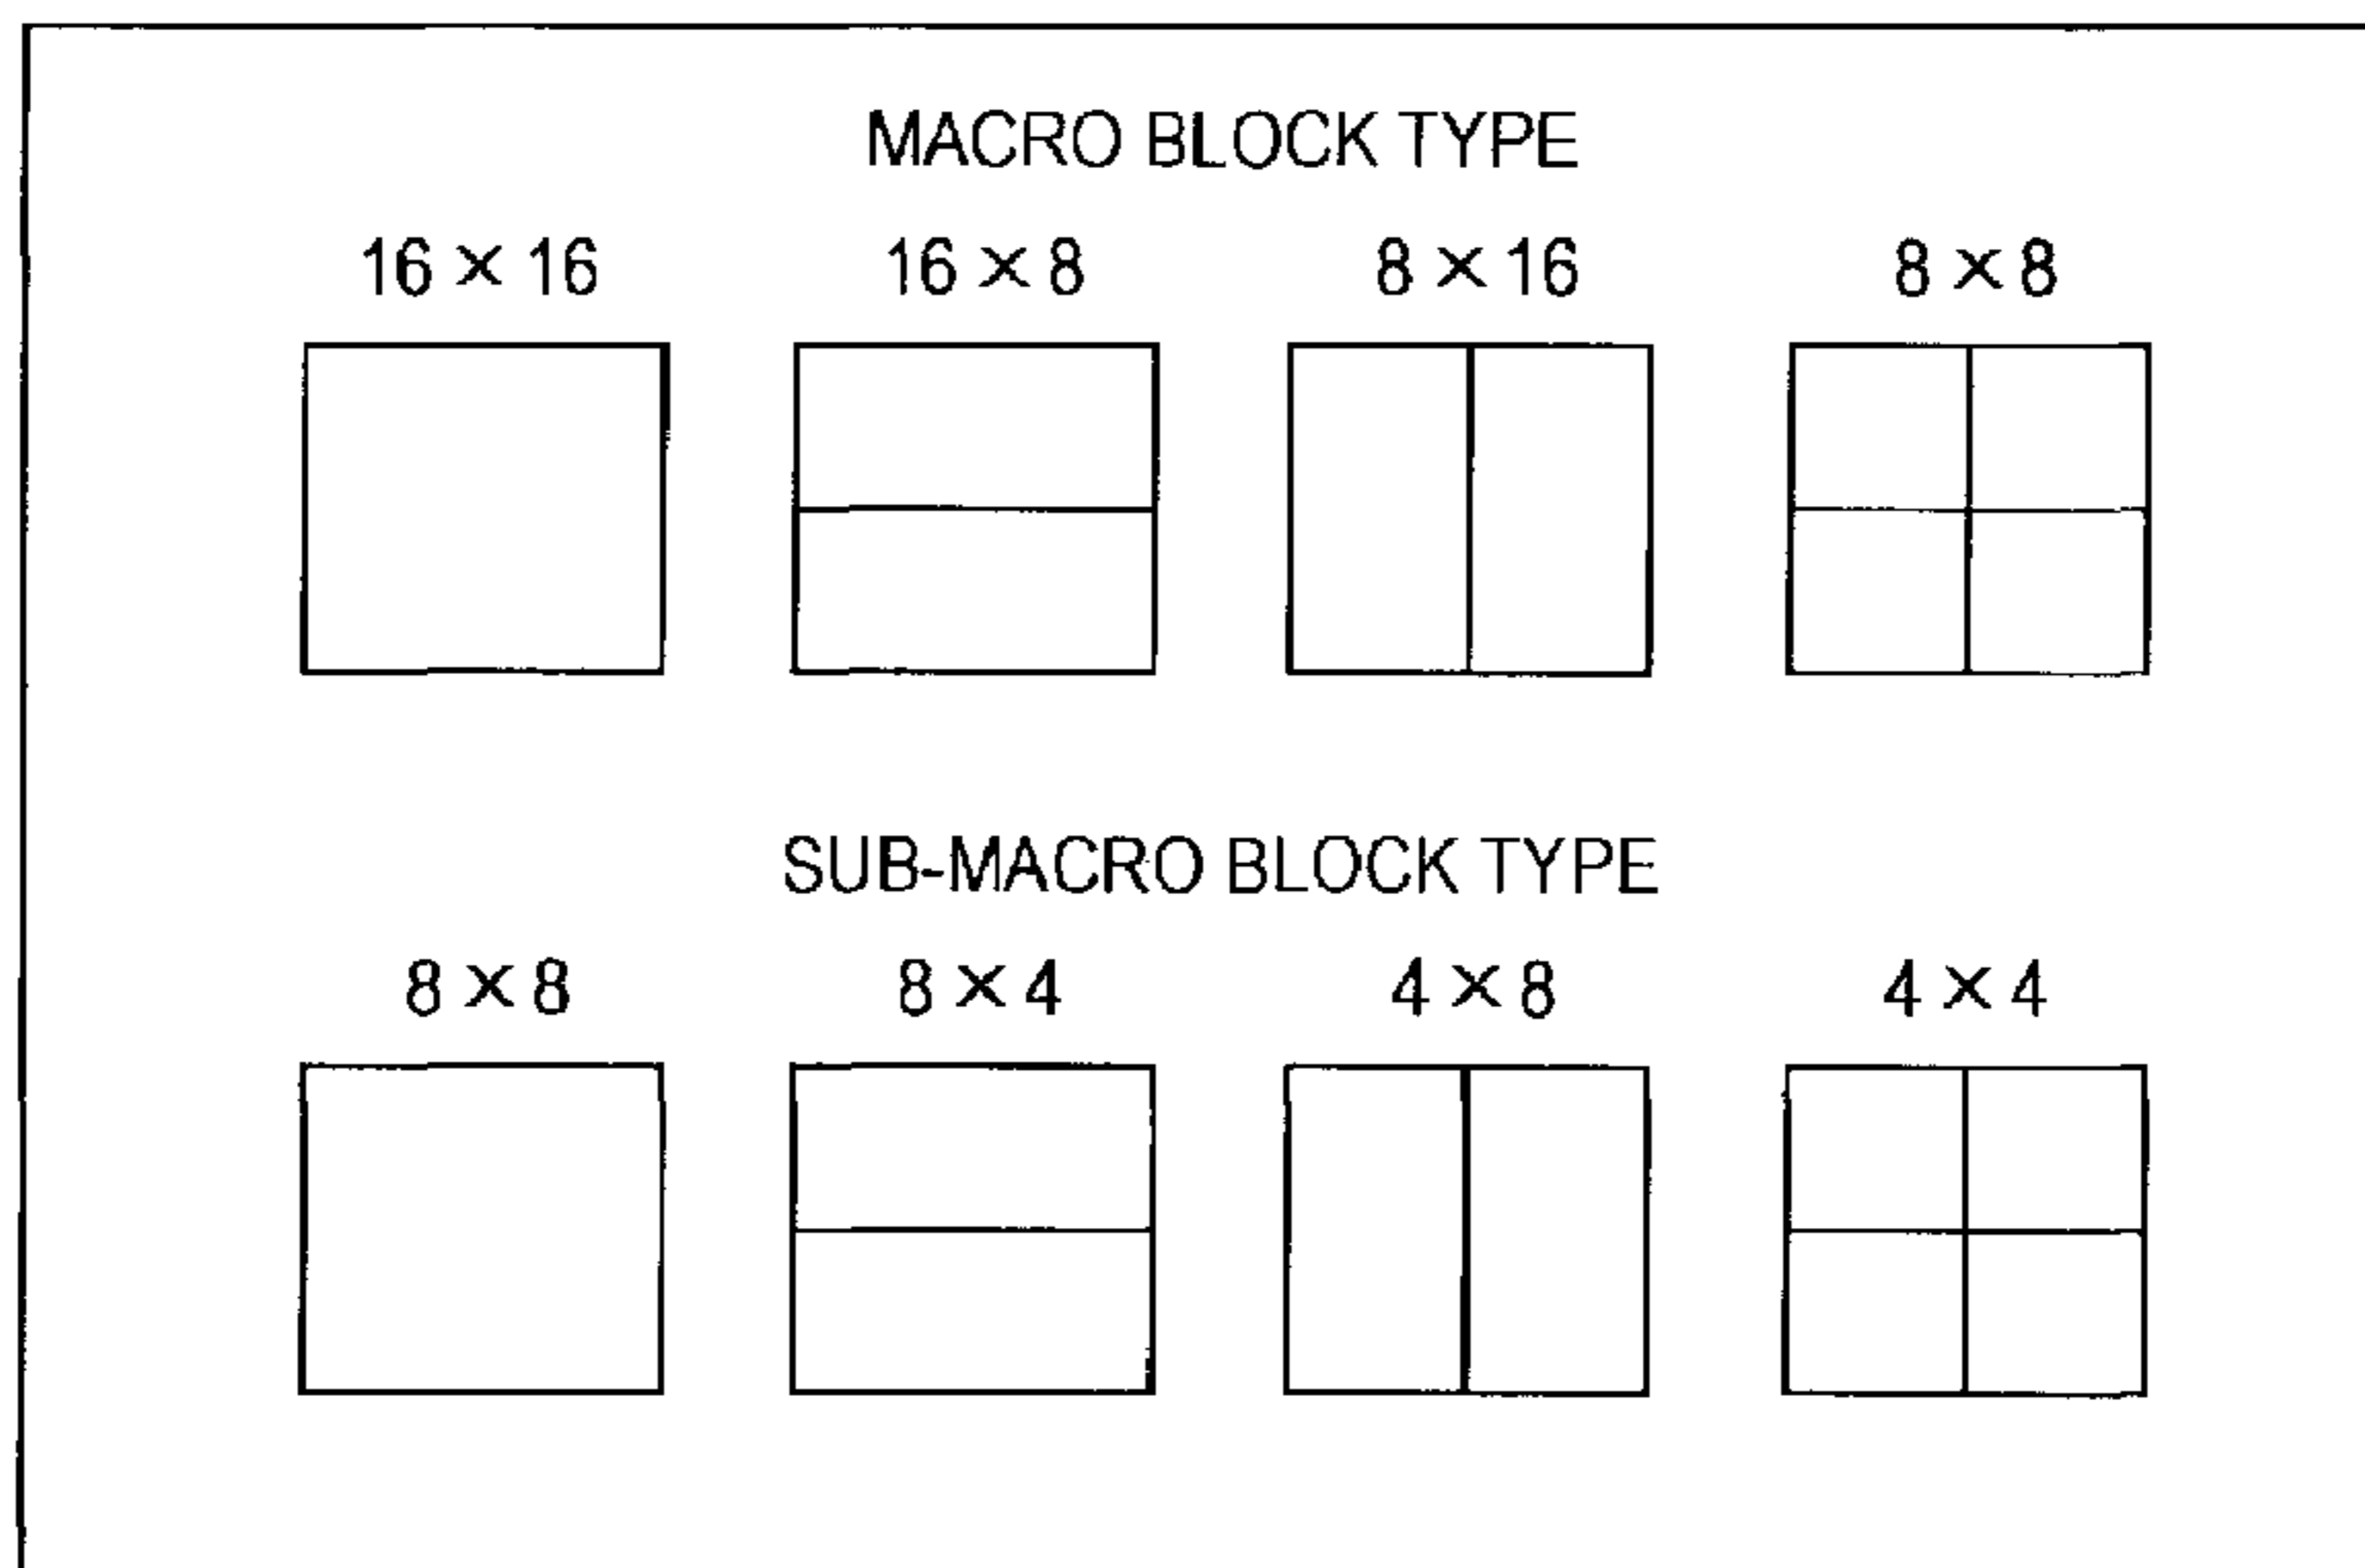 MACRO BLOCK TYPE
16 × 16 16 × 8 8 × 16 8 × 8
SUB-MACRO BLOCK TYPE
8 × 8 8 × 4 4 × 8 4 × 4